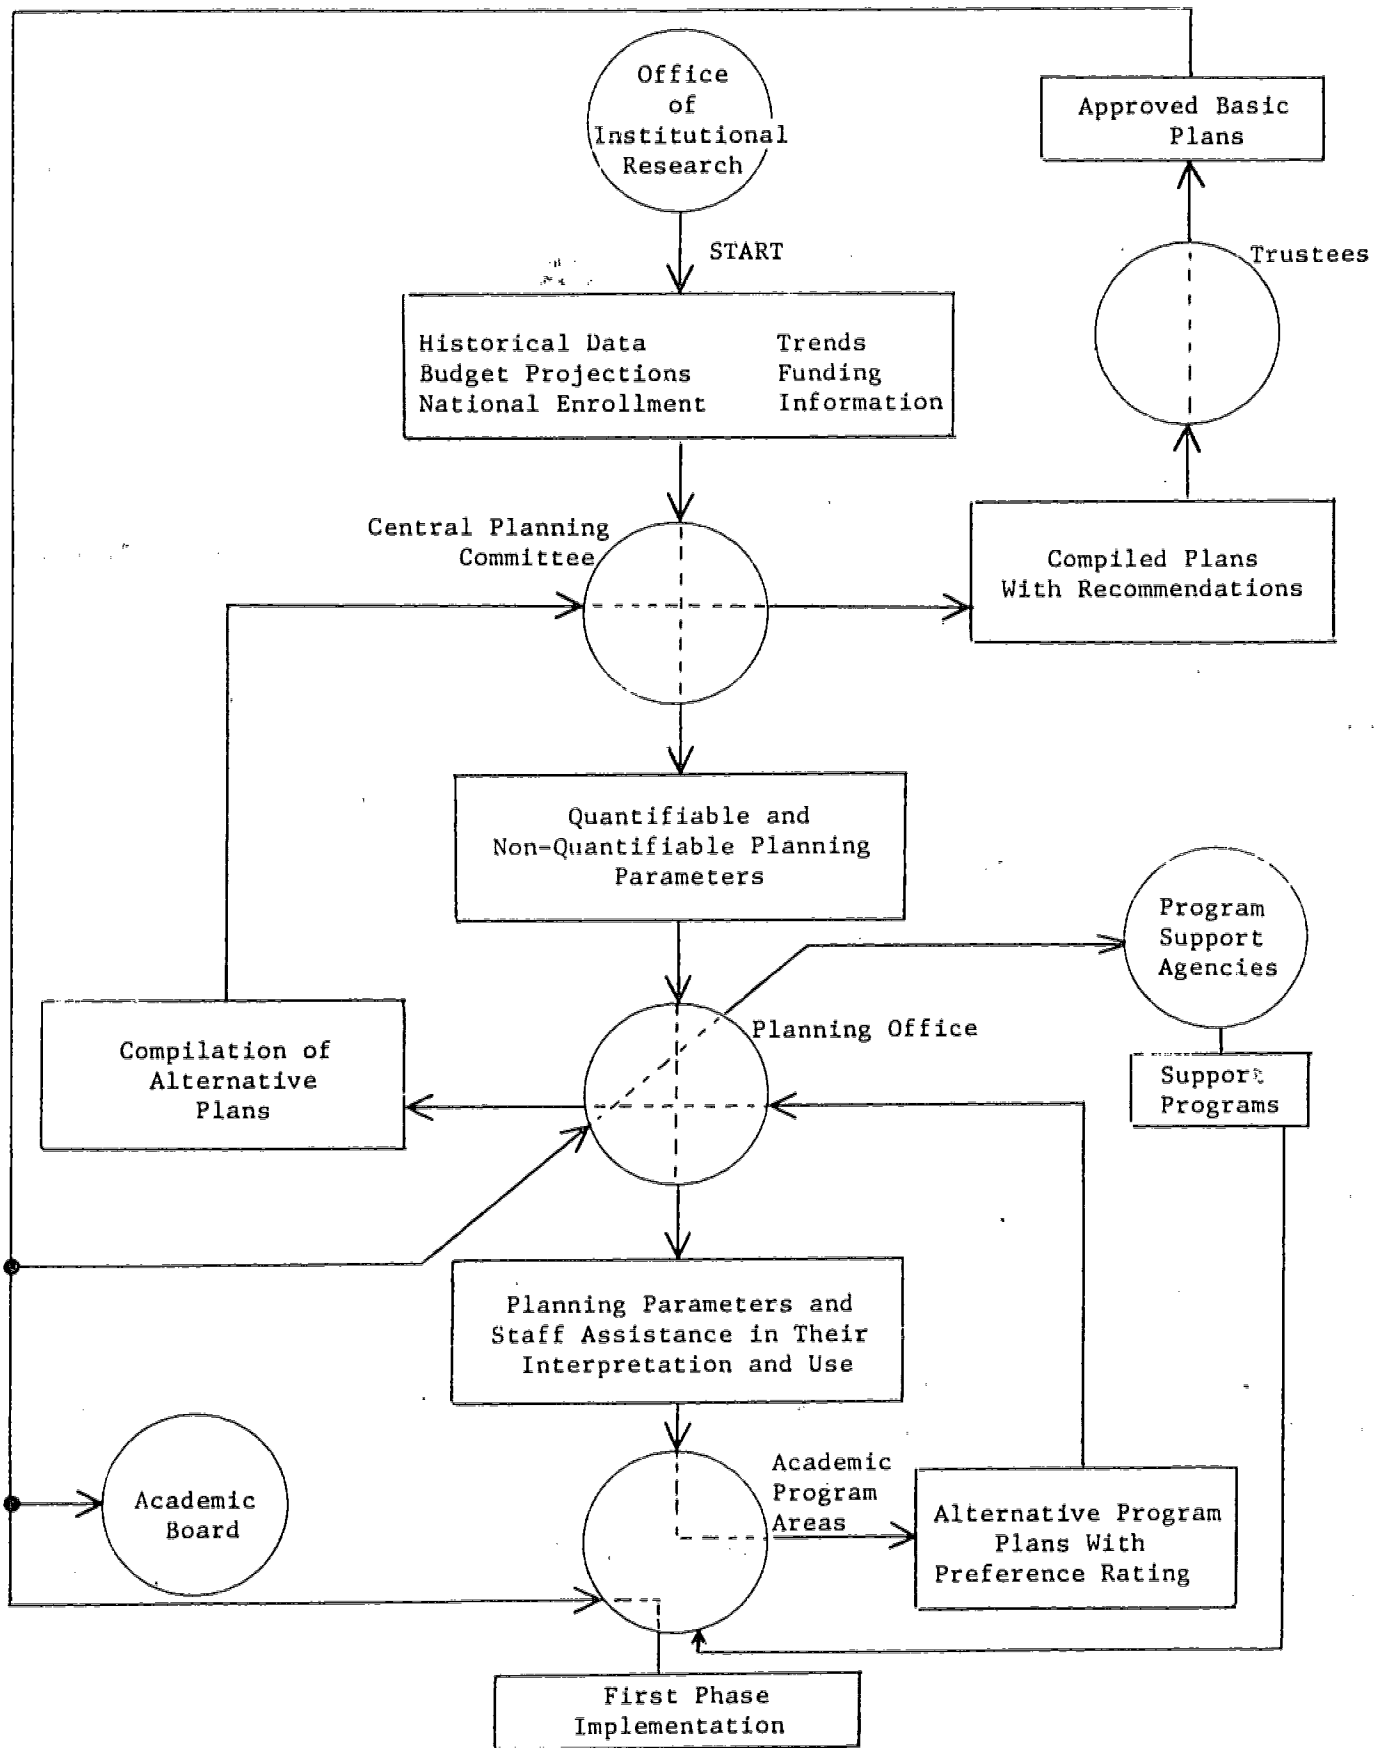 Office
of
Institutional
Research
Approved Basic
Plans
START
Trustees
Historical Data Trends
Budget Projections Funding
National Enrollment Information
Central Planning
Committee
Compiled Plans
With Recommendations
Quantifiable and
Non-Quantifiable Planning
Parameters
Program
Support
Agencies
Planning Office
Compilation of
Alternative
Plans
Support
Programs
Planning Parameters and
Staff Assistance in Their
Interpretation and Use
Academic
Program
Areas
Academic
Board
Alternative Program
Plans With
Preference Rating
First Phase
Implementation